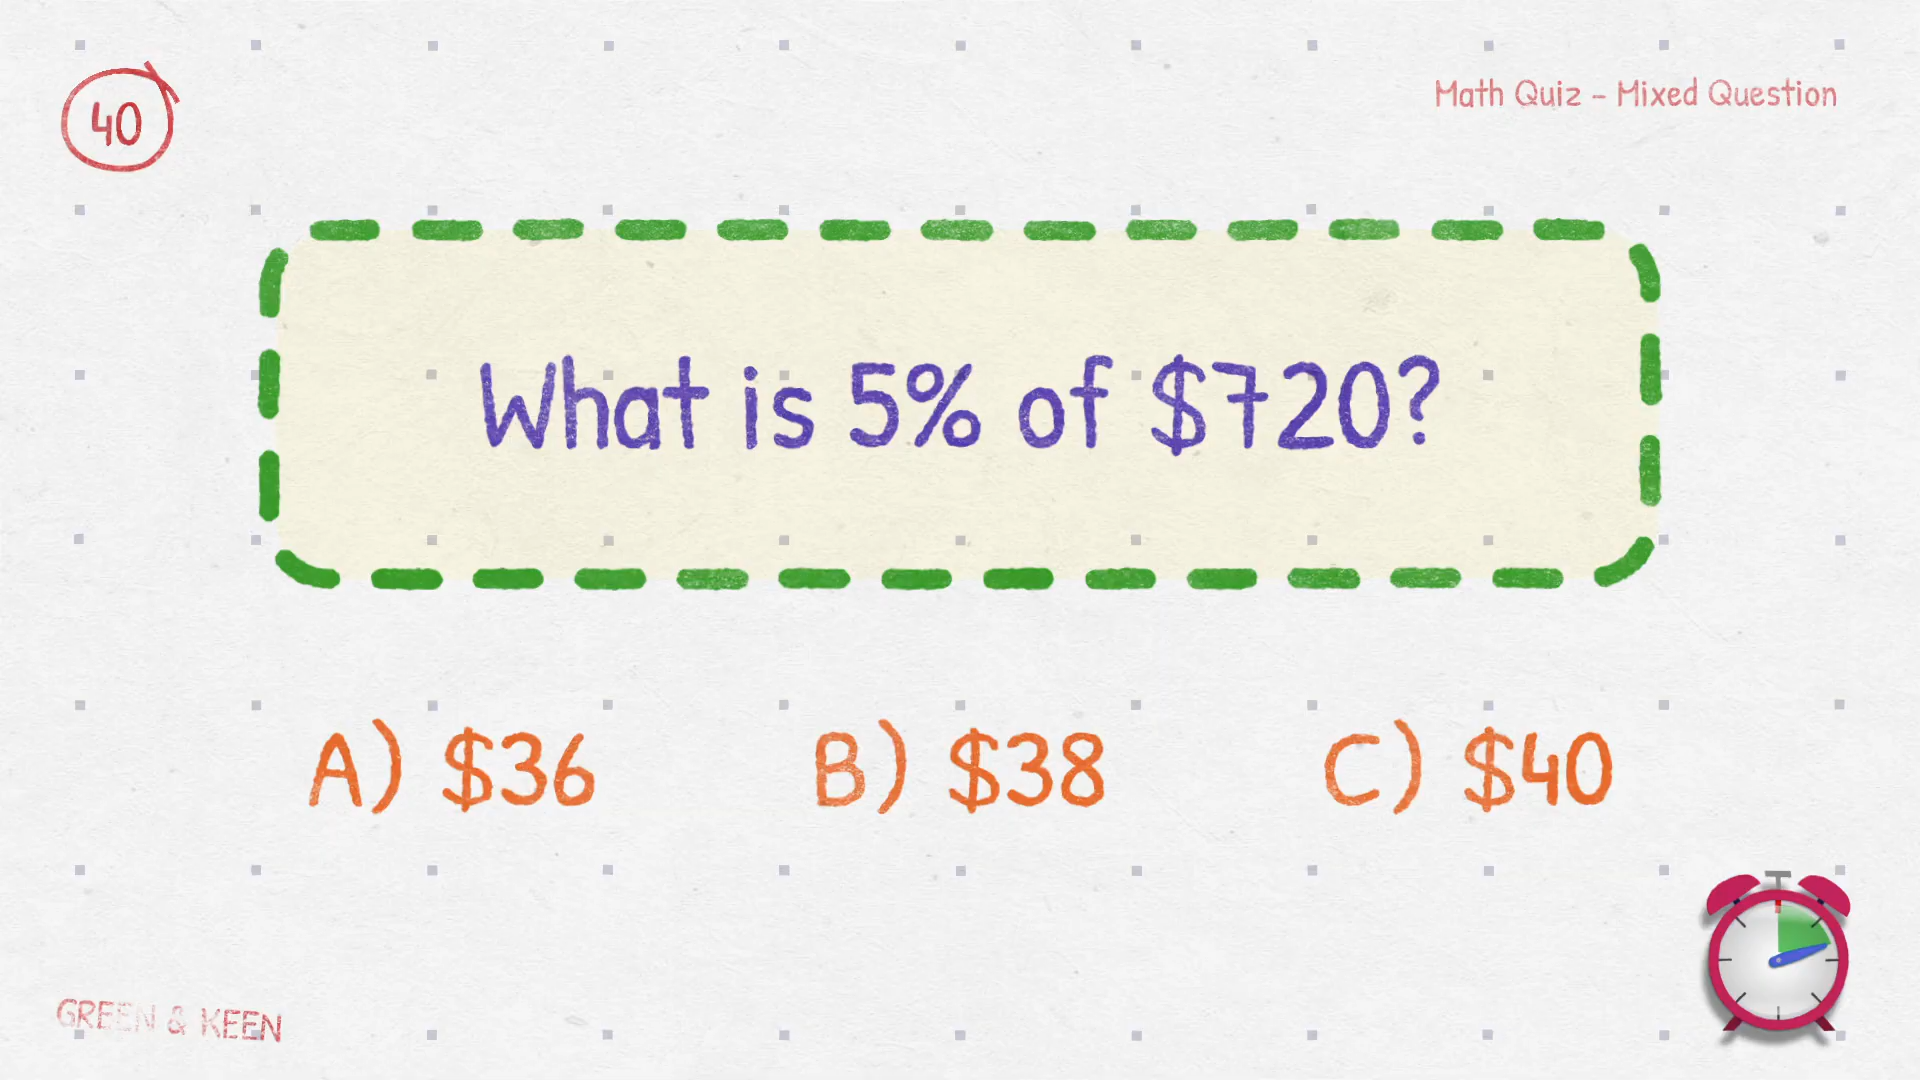 40
Math Quiz - Mixed Question
What is 5% of $720?
A) $36
B) $38
C) $40
GREEN & KEEN